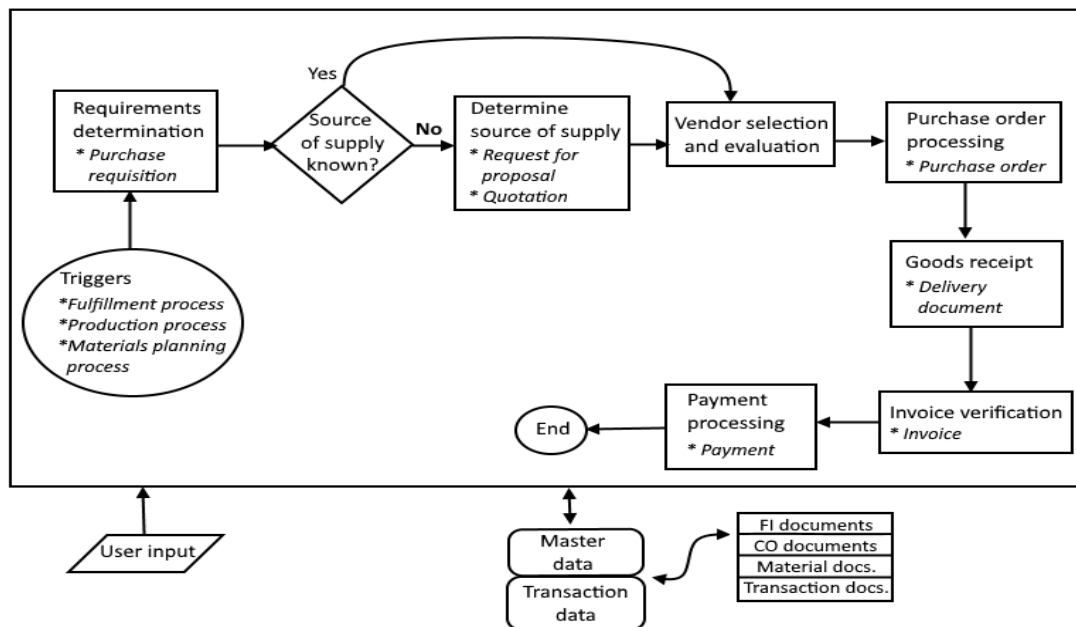 Yes
Requirements
determination
* Purchase
requisition
Source
of supply
known?
No
Determine
source of supply
* Request for
proposal
* Quotation
Vendor selection
and evaluation
Purchase order
processing
* Purchase order
Triggers
*Fulfillment process
*Production process
*Materials planning
process
Goods receipt
* Delivery
document
Invoice verification
* Invoice
Payment
processing
* Payment
End
User input
Master
data
Transaction
data
FI documents
CO documents
Material docs.
Transaction docs.